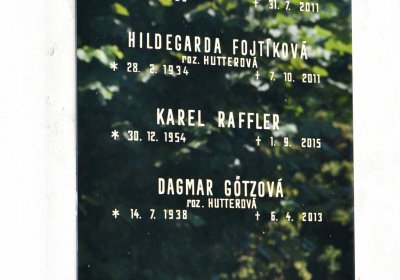 † 31. 7. 2011
HILDEGARDA FOJTÍKOVÁ
roz. HUTTEROVÁ
* 28. 2. 1934 † 7. 10. 2011
KAREL RAFFLER
* 30. 12. 1954 † 1. 9. 2015
DAGMAR GŐTZOVÁ
roz. HUTTEROVÁ
* 14. 7. 1938 † 6. 4. 2013